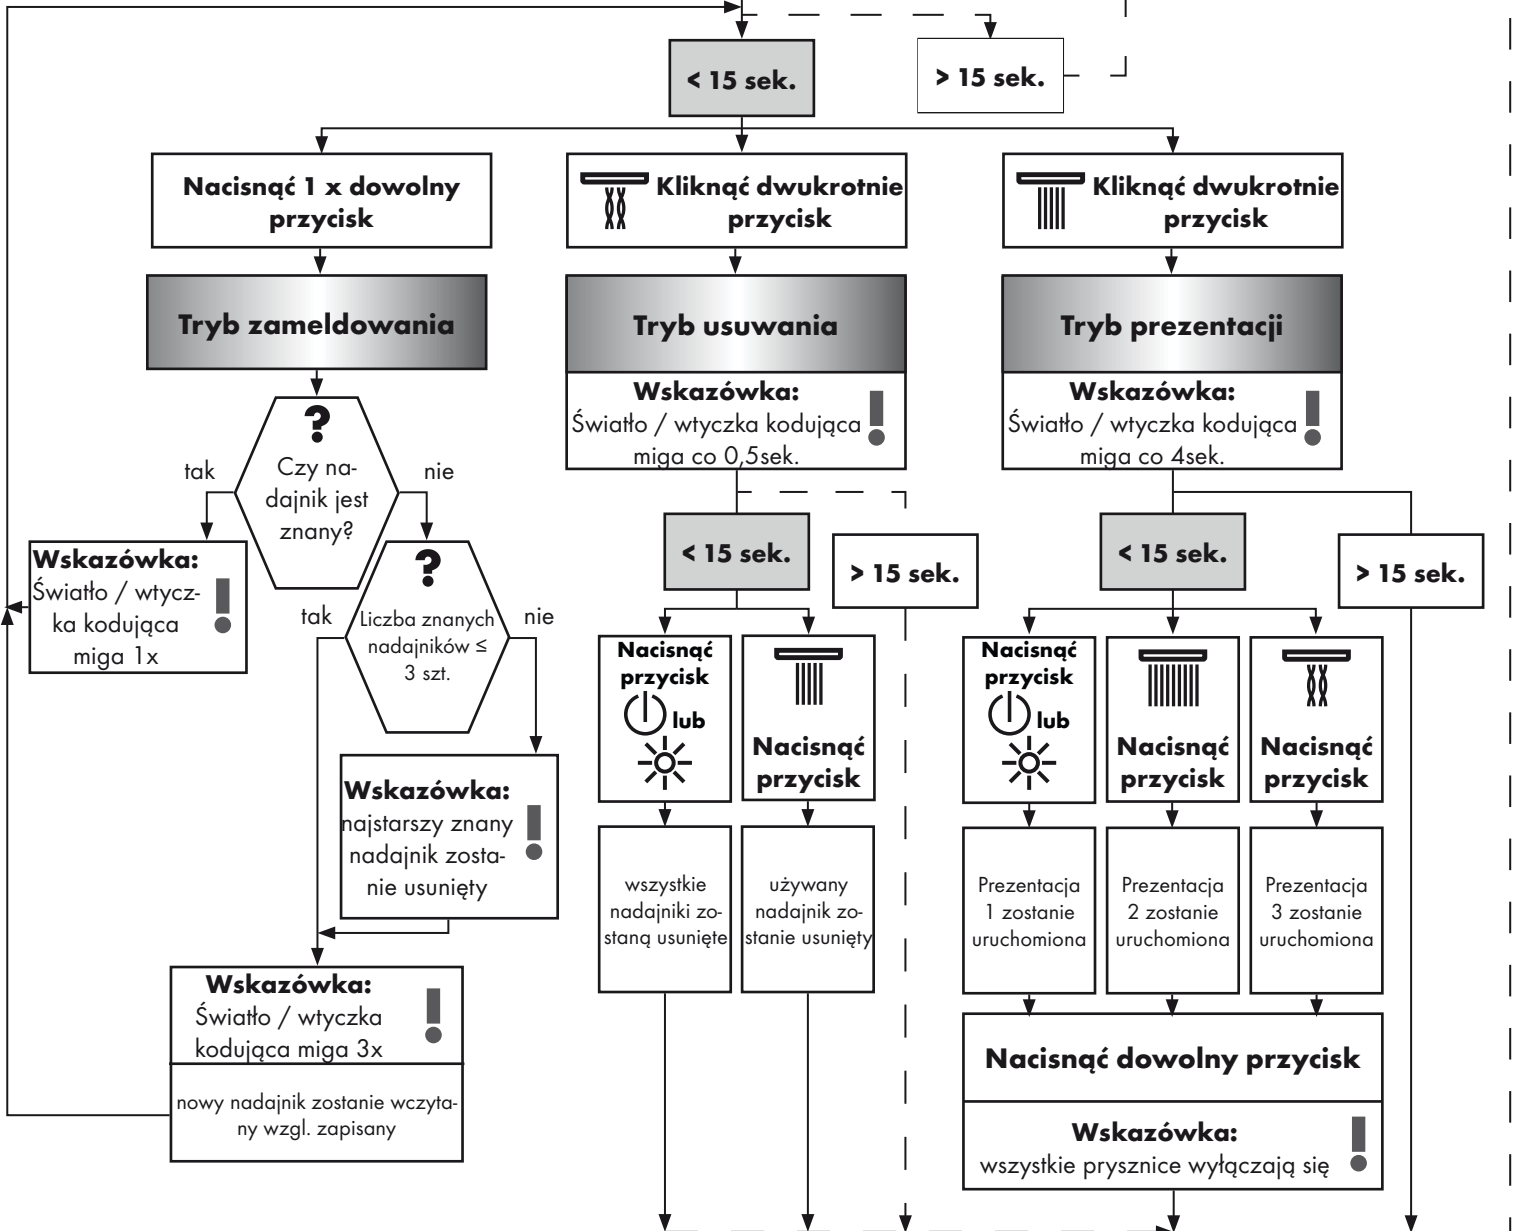 < 15 sek.
> 15 sek.
Nacisnąć 1 x dowolny
przycisk
Kliknąć dwukrotnie
przycisk
Kliknąć dwukrotnie
przycisk
Tryb zameldowania
Tryb usuwania
Tryb prezentacji
Wskazówka:
Światło / wtyczka kodująca
miga co 0,5sek.
Wskazówka:
Światło / wtyczka kodująca
miga co 4sek.
?
Czy na-
dajnik jest
znany?
tak
nie
Wskazówka:
Światło / wtycz-
ka kodująca
miga 1x
?
Liczba znanych
nadajników ≤
3 szt.
tak
nie
Wskazówka:
najstarszy znany
nadajnik zosta-
nie usunięty
Wskazówka:
Światło / wtyczka
kodująca miga 3x
nowy nadajnik zostanie wczyta-
ny wzgl. zapisany
< 15 sek.
> 15 sek.
Nacisnąć
przycisk
lub
Nacisnąć
przycisk
wszystkie
nadajniki zo-
staną usunięte
używany
nadajnik zo-
stanie usunięty
< 15 sek.
> 15 sek.
Nacisnąć
przycisk
lub
Nacisnąć
przycisk
Nacisnąć
przycisk
Prezentacja
1 zostanie
uruchomiona
Prezentacja
2 zostanie
uruchomiona
Prezentacja
3 zostanie
uruchomiona
Nacisnąć dowolny przycisk
Wskazówka:
wszystkie prysznice wyłączają się